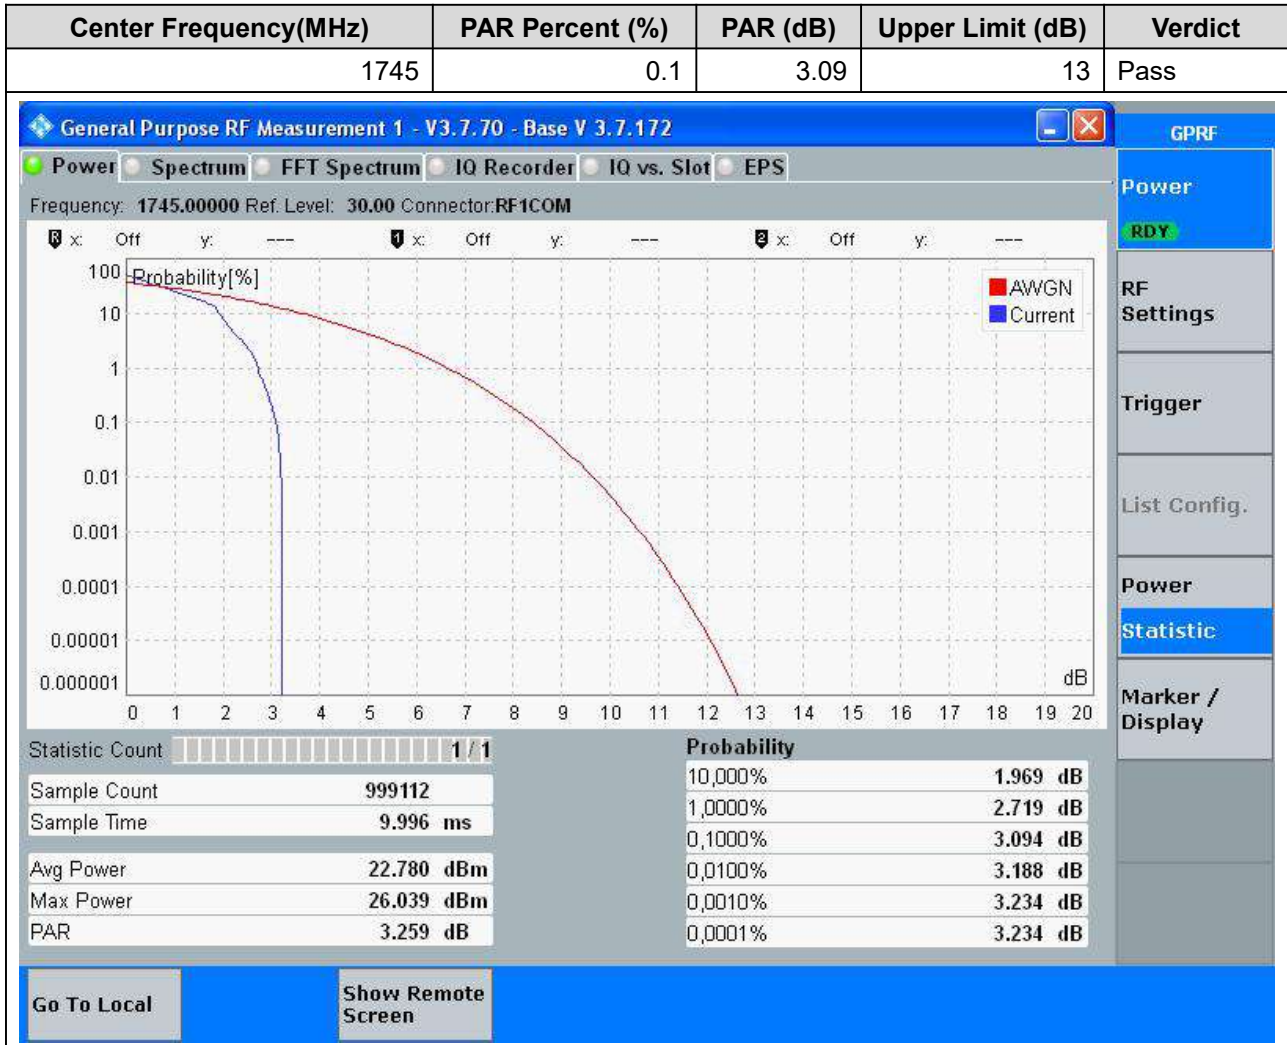 Center Frequency(MHz) PAR Percent (%) PAR (dB) Upper Limit (dB) Verdict
1745 0.1 3.09 13 Pass
General Purpose RF Measurement 1 - V3.7.70 - Base V 3.7.172
GPRF
Power Spectrum FFT Spectrum IQ Recorder IQ vs. Slot EPS
Frequency: 1745.00000 Ref. Level: 30.00 Connector:RF1COM
R x: Off y: --- 1 x: Off y: --- 2 x: Off y: ---
Probability[%]
AWGN
Current
100
10
1
0.1
0.01
0.001
0.0001
0.00001
0.000001
dB
0 1 2 3 4 5 6 7 8 9 10 11 12 13 14 15 16 17 18 19 20
Statistic Count 1 / 1
Sample Count 999112
Sample Time 9.996 ms
Avg Power 22.780 dBm
Max Power 26.039 dBm
PAR 3.259 dB
Probability
10,000% 1.969 dB
1,0000% 2.719 dB
0,1000% 3.094 dB
0,0100% 3.188 dB
0,0010% 3.234 dB
0,0001% 3.234 dB
Power
RDY
RF
Settings
Trigger
List Config.
Power
Statistic
Marker /
Display
Go To Local
Show Remote
Screen